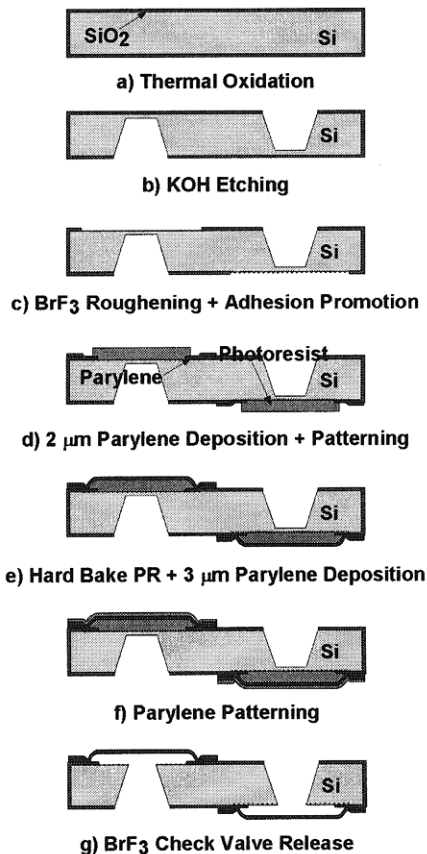 SiO2 Si
a) Thermal Oxidation
Si
b) KOH Etching
Si
c) BrF3 Roughening + Adhesion Promotion
Photoresist
Parylene Si
d) 2 μm Parylene Deposition + Patterning
Si
e) Hard Bake PR + 3 μm Parylene Deposition
Si
f) Parylene Patterning
Si
g) BrF3 Check Valve Release